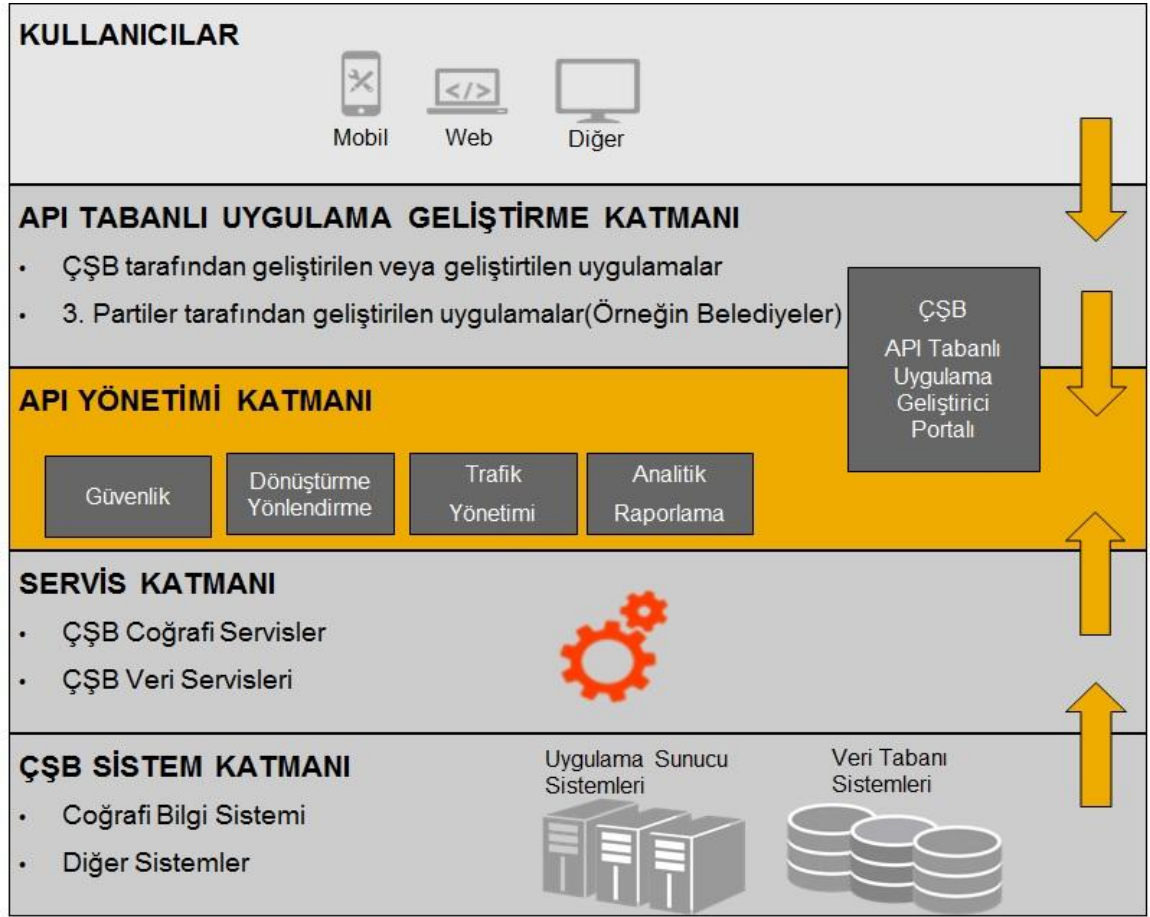 KULLANICILAR
</>
Mobil
Web
Diğer
API TABANLI UYGULAMA GELİŞTİRME KATMANI
• ÇŞB tarafından geliştirilen veya geliştirtilen uygulamalar
• 3. Partiler tarafından geliştirilen uygulamalar(Örneğin Belediyeler)
ÇŞB
API Tabanlı
Uygulama
Geliştirici
Portalı
API YÖNETİMİ KATMANI
Güvenlik
Dönüştürme
Yönlendirme
Trafik
Yönetimi
Analitik
Raporlama
SERVİS KATMANI
• ÇŞB Coğrafi Servisler
• ÇŞB Veri Servisleri
ÇŞB SİSTEM KATMANI
• Coğrafi Bilgi Sistemi
• Diğer Sistemler
Uygulama Sunucu
Sistemleri
Veri Tabanı
Sistemleri